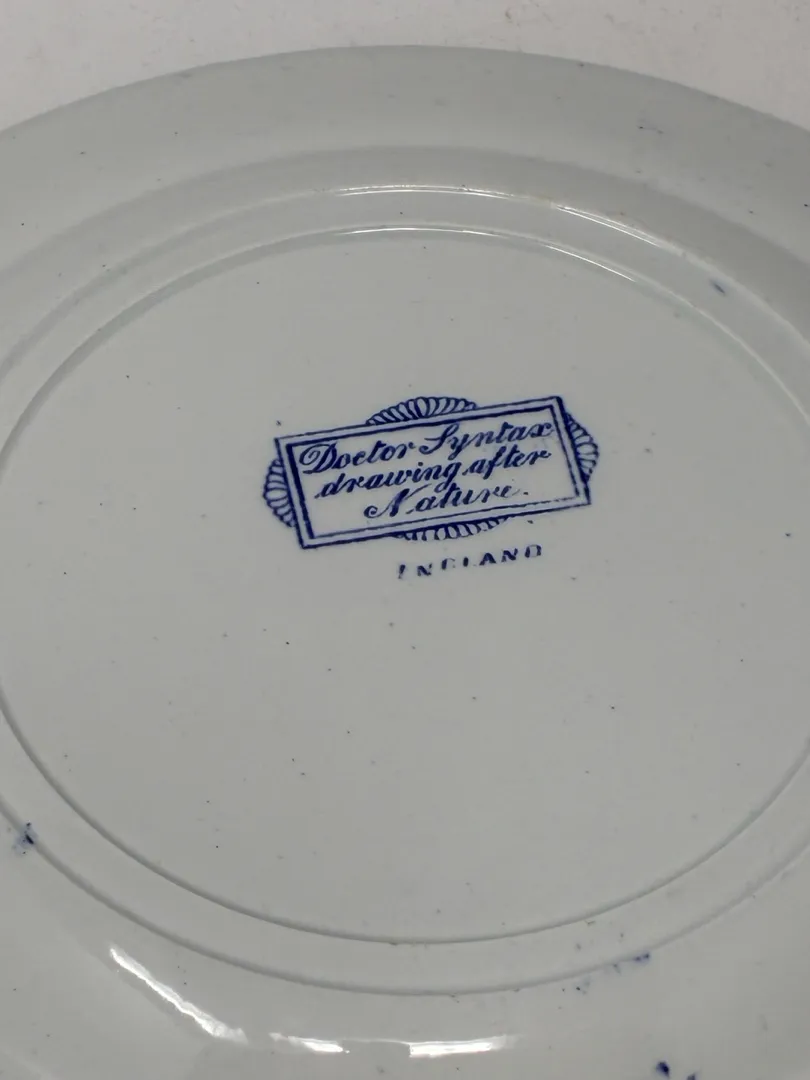 Doctor Syntax
drawing after
Nature.
ENGLAND